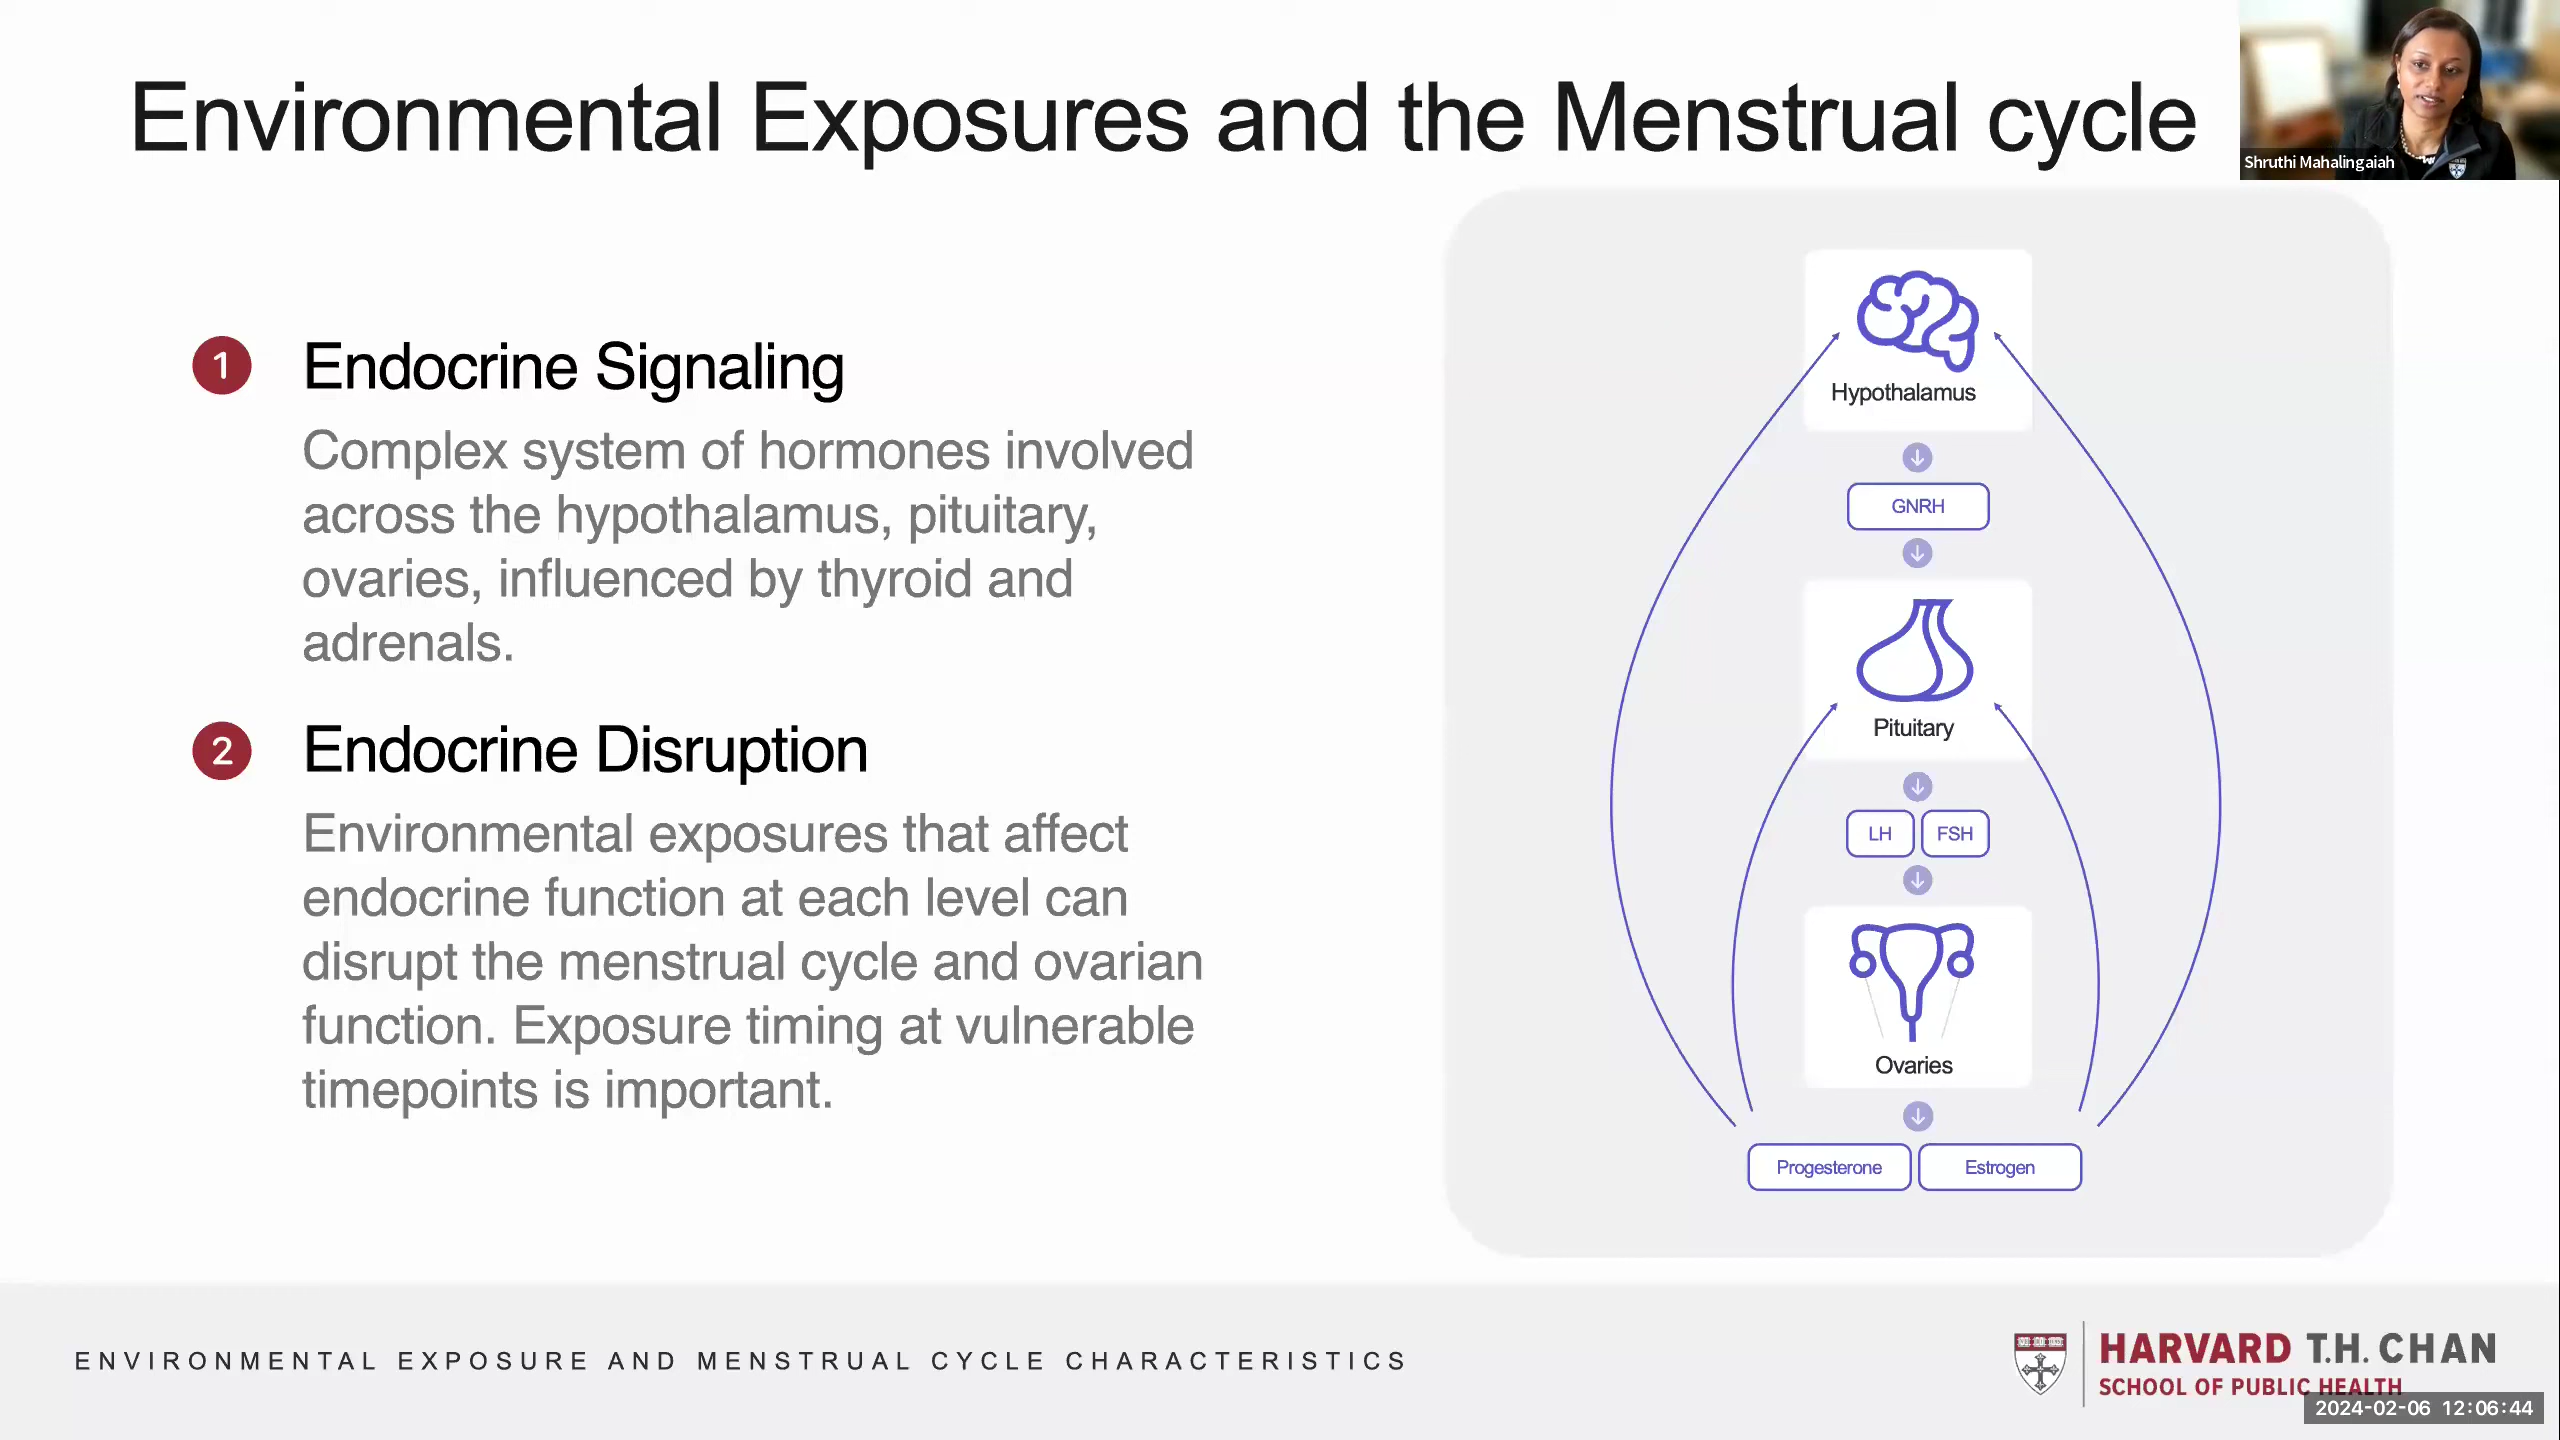 Environmental Exposures and the Menstrual cycle
Shruthi Mahalingaiah
1
Endocrine Signaling
Complex system of hormones involved
across the hypothalamus, pituitary,
ovaries, influenced by thyroid and
adrenals.
2
Endocrine Disruption
Environmental exposures that affect
endocrine function at each level can
disrupt the menstrual cycle and ovarian
function. Exposure timing at vulnerable
timepoints is important.
Hypothalamus
GNRH
Pituitary
LH FSH
Ovaries
Progesterone Estrogen
ENVIRONMENTAL EXPOSURE AND MENSTRUAL CYCLE CHARACTERISTICS
HARVARD T.H. CHAN
SCHOOL OF PUBLIC HEALTH
2024-02-06 12:06:44